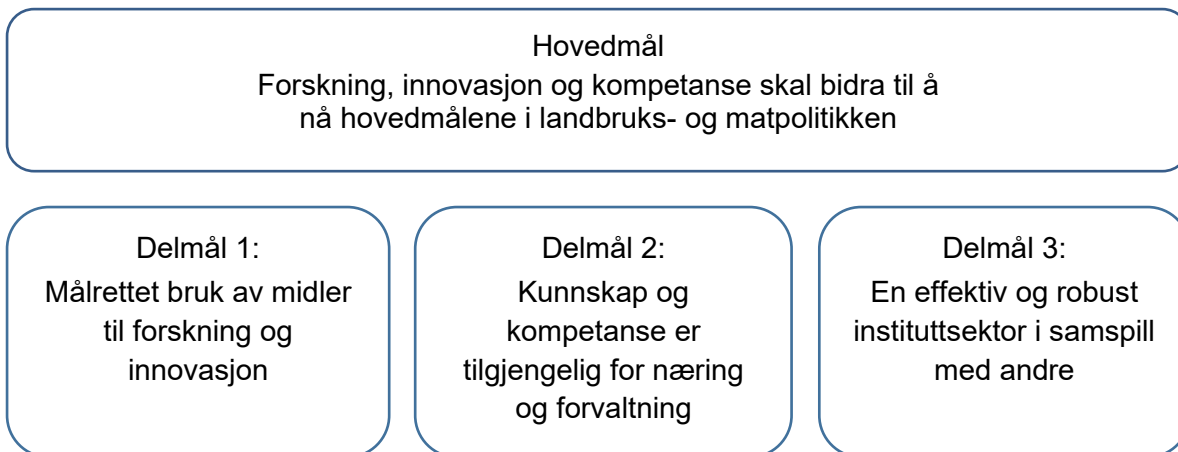 Hovedmål
Forskning, innovasjon og kompetanse skal bidra til å
nå hovedmålene i landbruks- og matpolitikken
Delmål 1:
Målrettet bruk av midler
til forskning og
innovasjon
Delmål 2:
Kunnskap og
kompetanse er
tilgjengelig for næring
og forvaltning
Delmål 3:
En effektiv og robust
instituttsektor i samspill
med andre